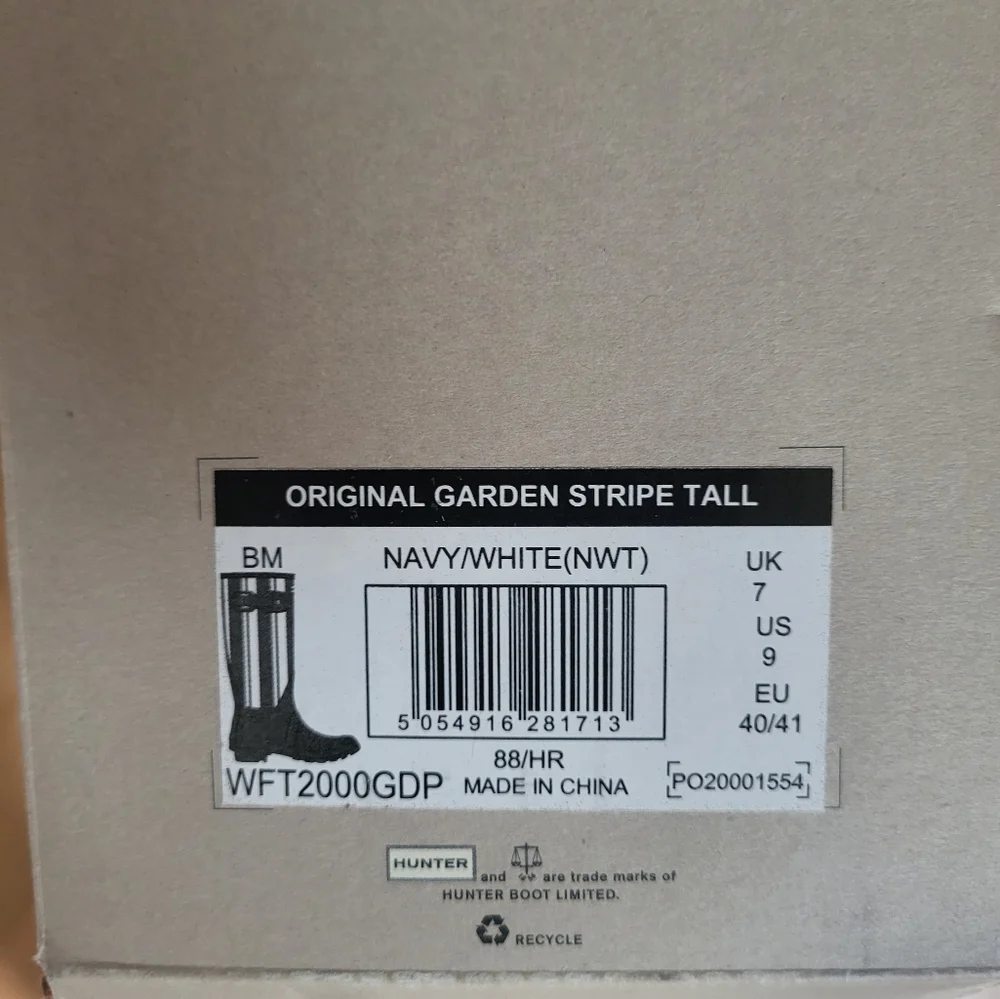 ORIGINAL GARDEN STRIPE TALL
BM
NAVY/WHITE(NWT)
UK
7
US
9
EU
40/41
5 054916 281713
88/HR
WFT2000GDP
MADE IN CHINA
PO20001554
HUNTER and are trade marks of
HUNTER BOOT LIMITED.
RECYCLE